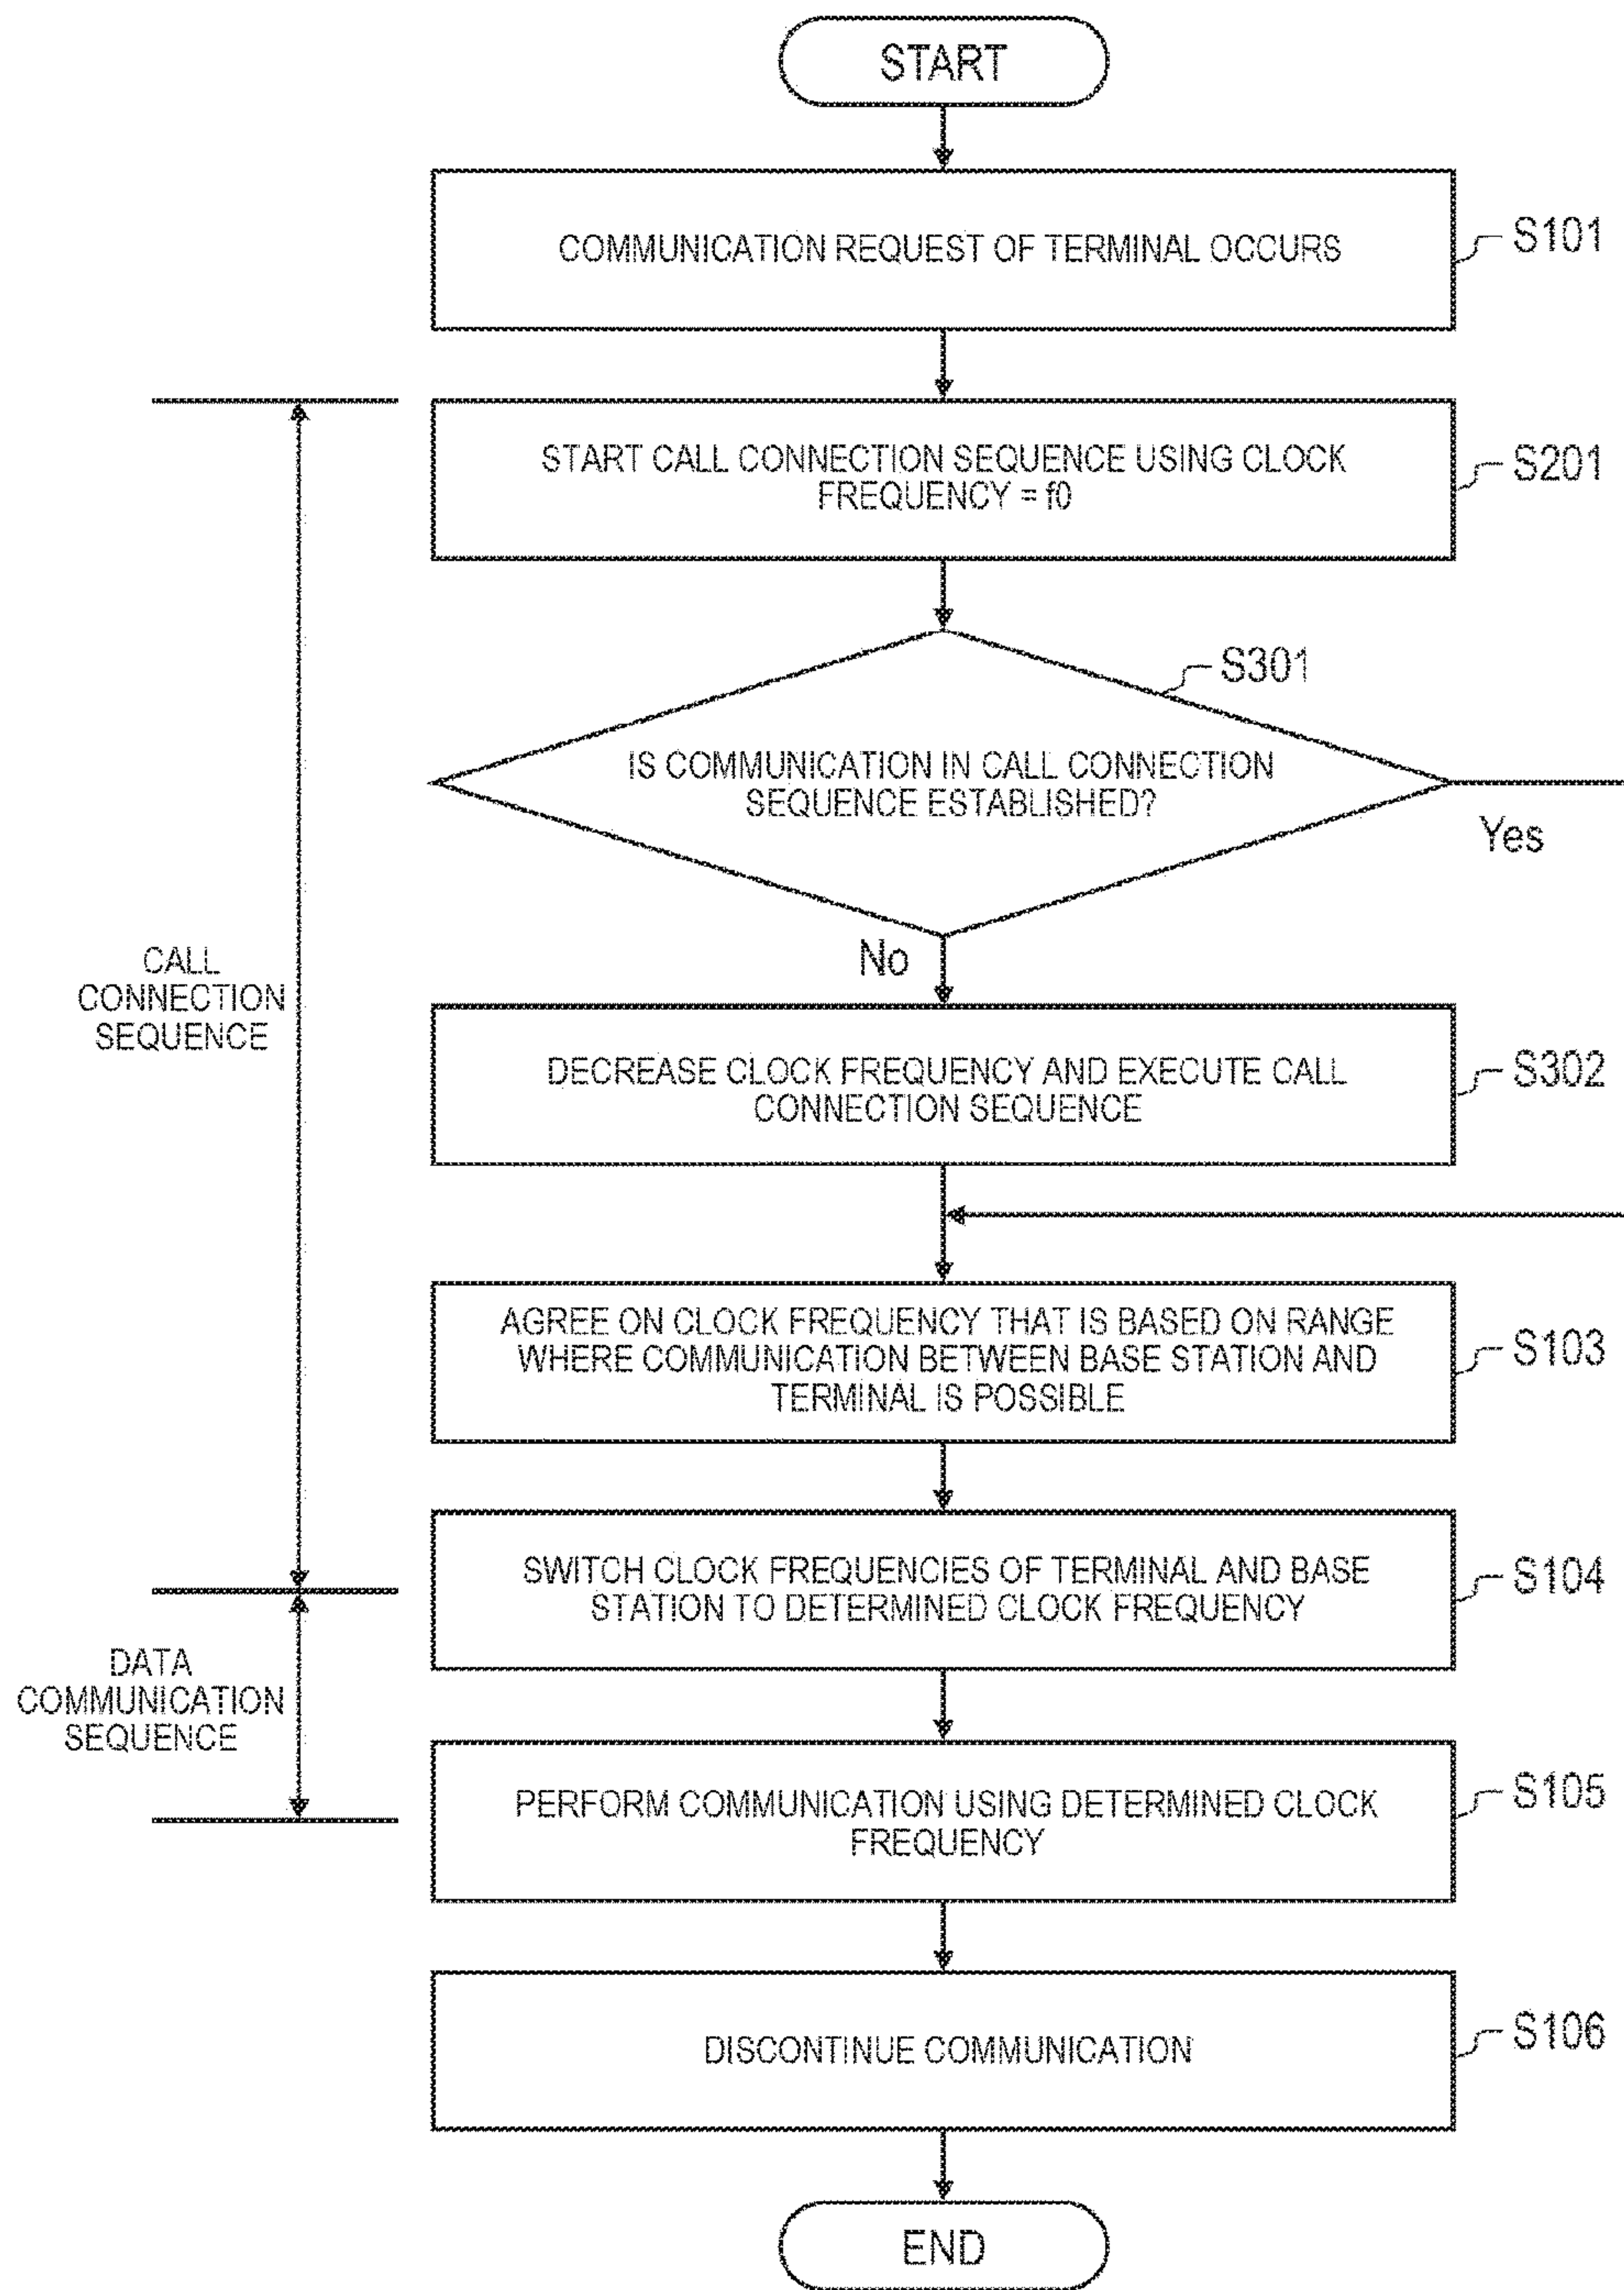 START
COMMUNICATION REQUEST OF TERMINAL OCCURS
S101
START CALL CONNECTION SEQUENCE USING CLOCK
FREQUENCY = f0
S201
S301
IS COMMUNICATION IN CALL CONNECTION
SEQUENCE ESTABLISHED?
Yes
No
CALL
CONNECTION
SEQUENCE
DECREASE CLOCK FREQUENCY AND EXECUTE CALL
CONNECTION SEQUENCE
S302
AGREE ON CLOCK FREQUENCY THAT IS BASED ON RANGE
WHERE COMMUNICATION BETWEEN BASE STATION AND
TERMINAL IS POSSIBLE
S103
SWITCH CLOCK FREQUENCIES OF TERMINAL AND BASE
STATION TO DETERMINED CLOCK FREQUENCY
S104
DATA
COMMUNICATION
SEQUENCE
PERFORM COMMUNICATION USING DETERMINED CLOCK
FREQUENCY
S105
DISCONTINUE COMMUNICATION
S106
END